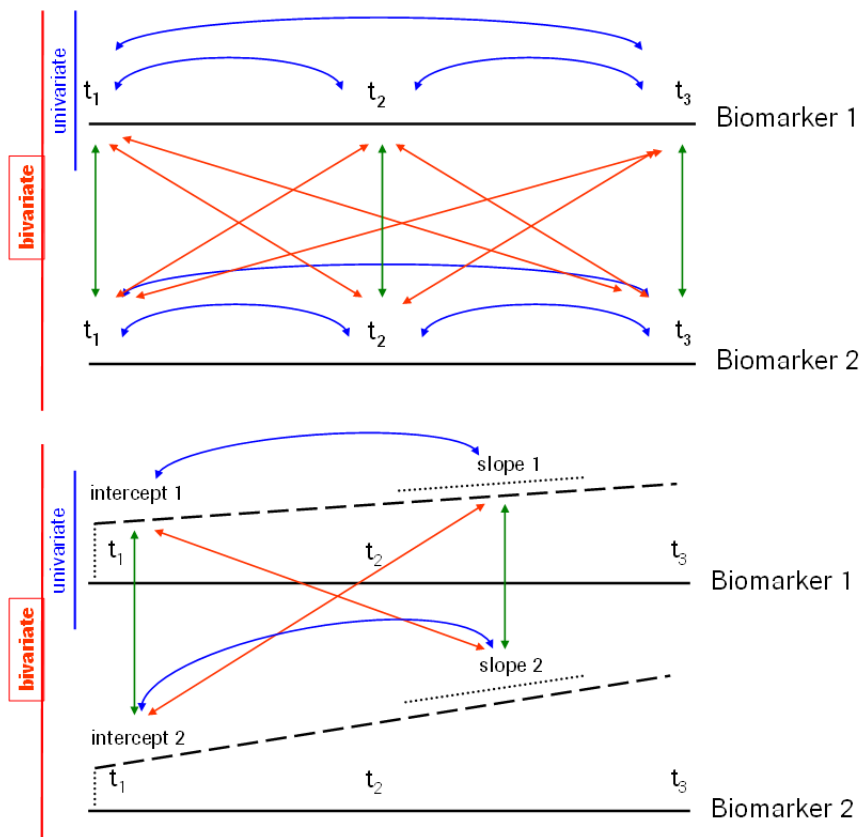 univariate
bivariate
t1 t2 t3
Biomarker 1
t1 t2 t3
Biomarker 2
univariate
bivariate
slope 1
intercept 1
t1 t2 t3
Biomarker 1
slope 2
intercept 2
t1 t2 t3
Biomarker 2